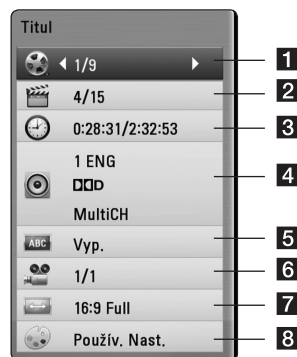 Titul
1/9 1
4/15 2
0:28:31/2:32:53 3
1 ENG
DD D 4
MultiCH
ABC Vyp. 5
1/1 6
16:9 Full 7
Použív. Nast. 8